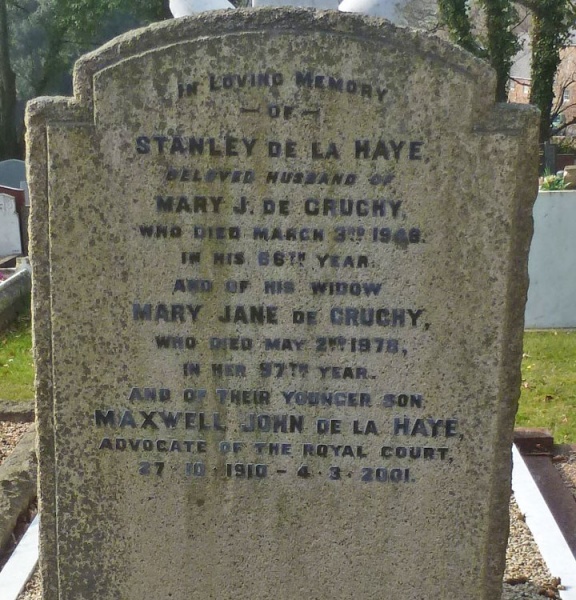 IN LOVING MEMORY
— OF —
STANLEY DE LA HAYE,
BELOVED HUSBAND OF
MARY J. DE GRUCHY,
WHO DIED MARCH 3RD 1948.
IN HIS 66TH YEAR.
AND OF HIS WIDOW
MARY JANE DE GRUCHY,
WHO DIED MAY 2ND 1978,
IN HER 97TH YEAR.
AND OF THEIR YOUNGER SON,
MAXWELL JOHN DE LA HAYE,
ADVOCATE OF THE ROYAL COURT,
27 · 10 · 1910 - 4 · 3 · 2001.